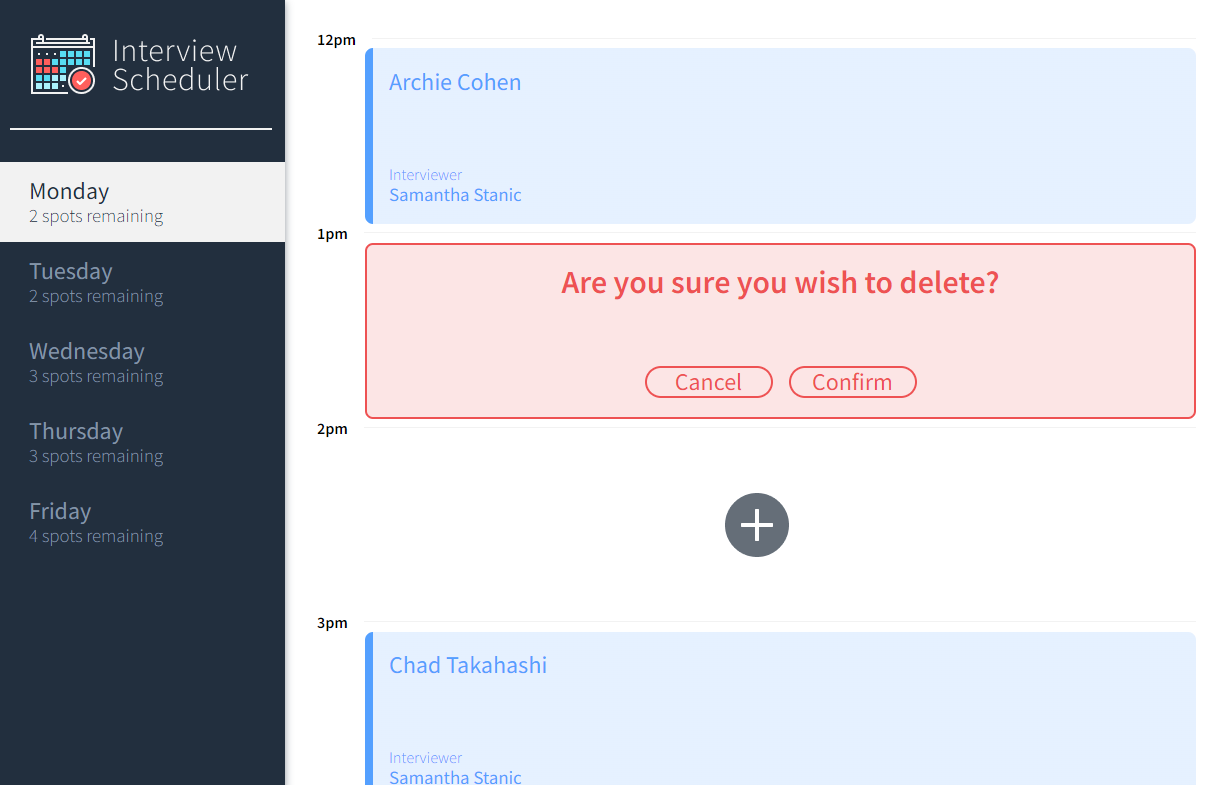 Interview
Scheduler
Monday
2 spots remaining
Tuesday
2 spots remaining
Wednesday
3 spots remaining
Thursday
3 spots remaining
Friday
4 spots remaining
12pm
Archie Cohen
Interviewer
Samantha Stanic
1pm
Are you sure you wish to delete?
Cancel Confirm
2pm
3pm
Chad Takahashi
Interviewer
Samantha Stanic